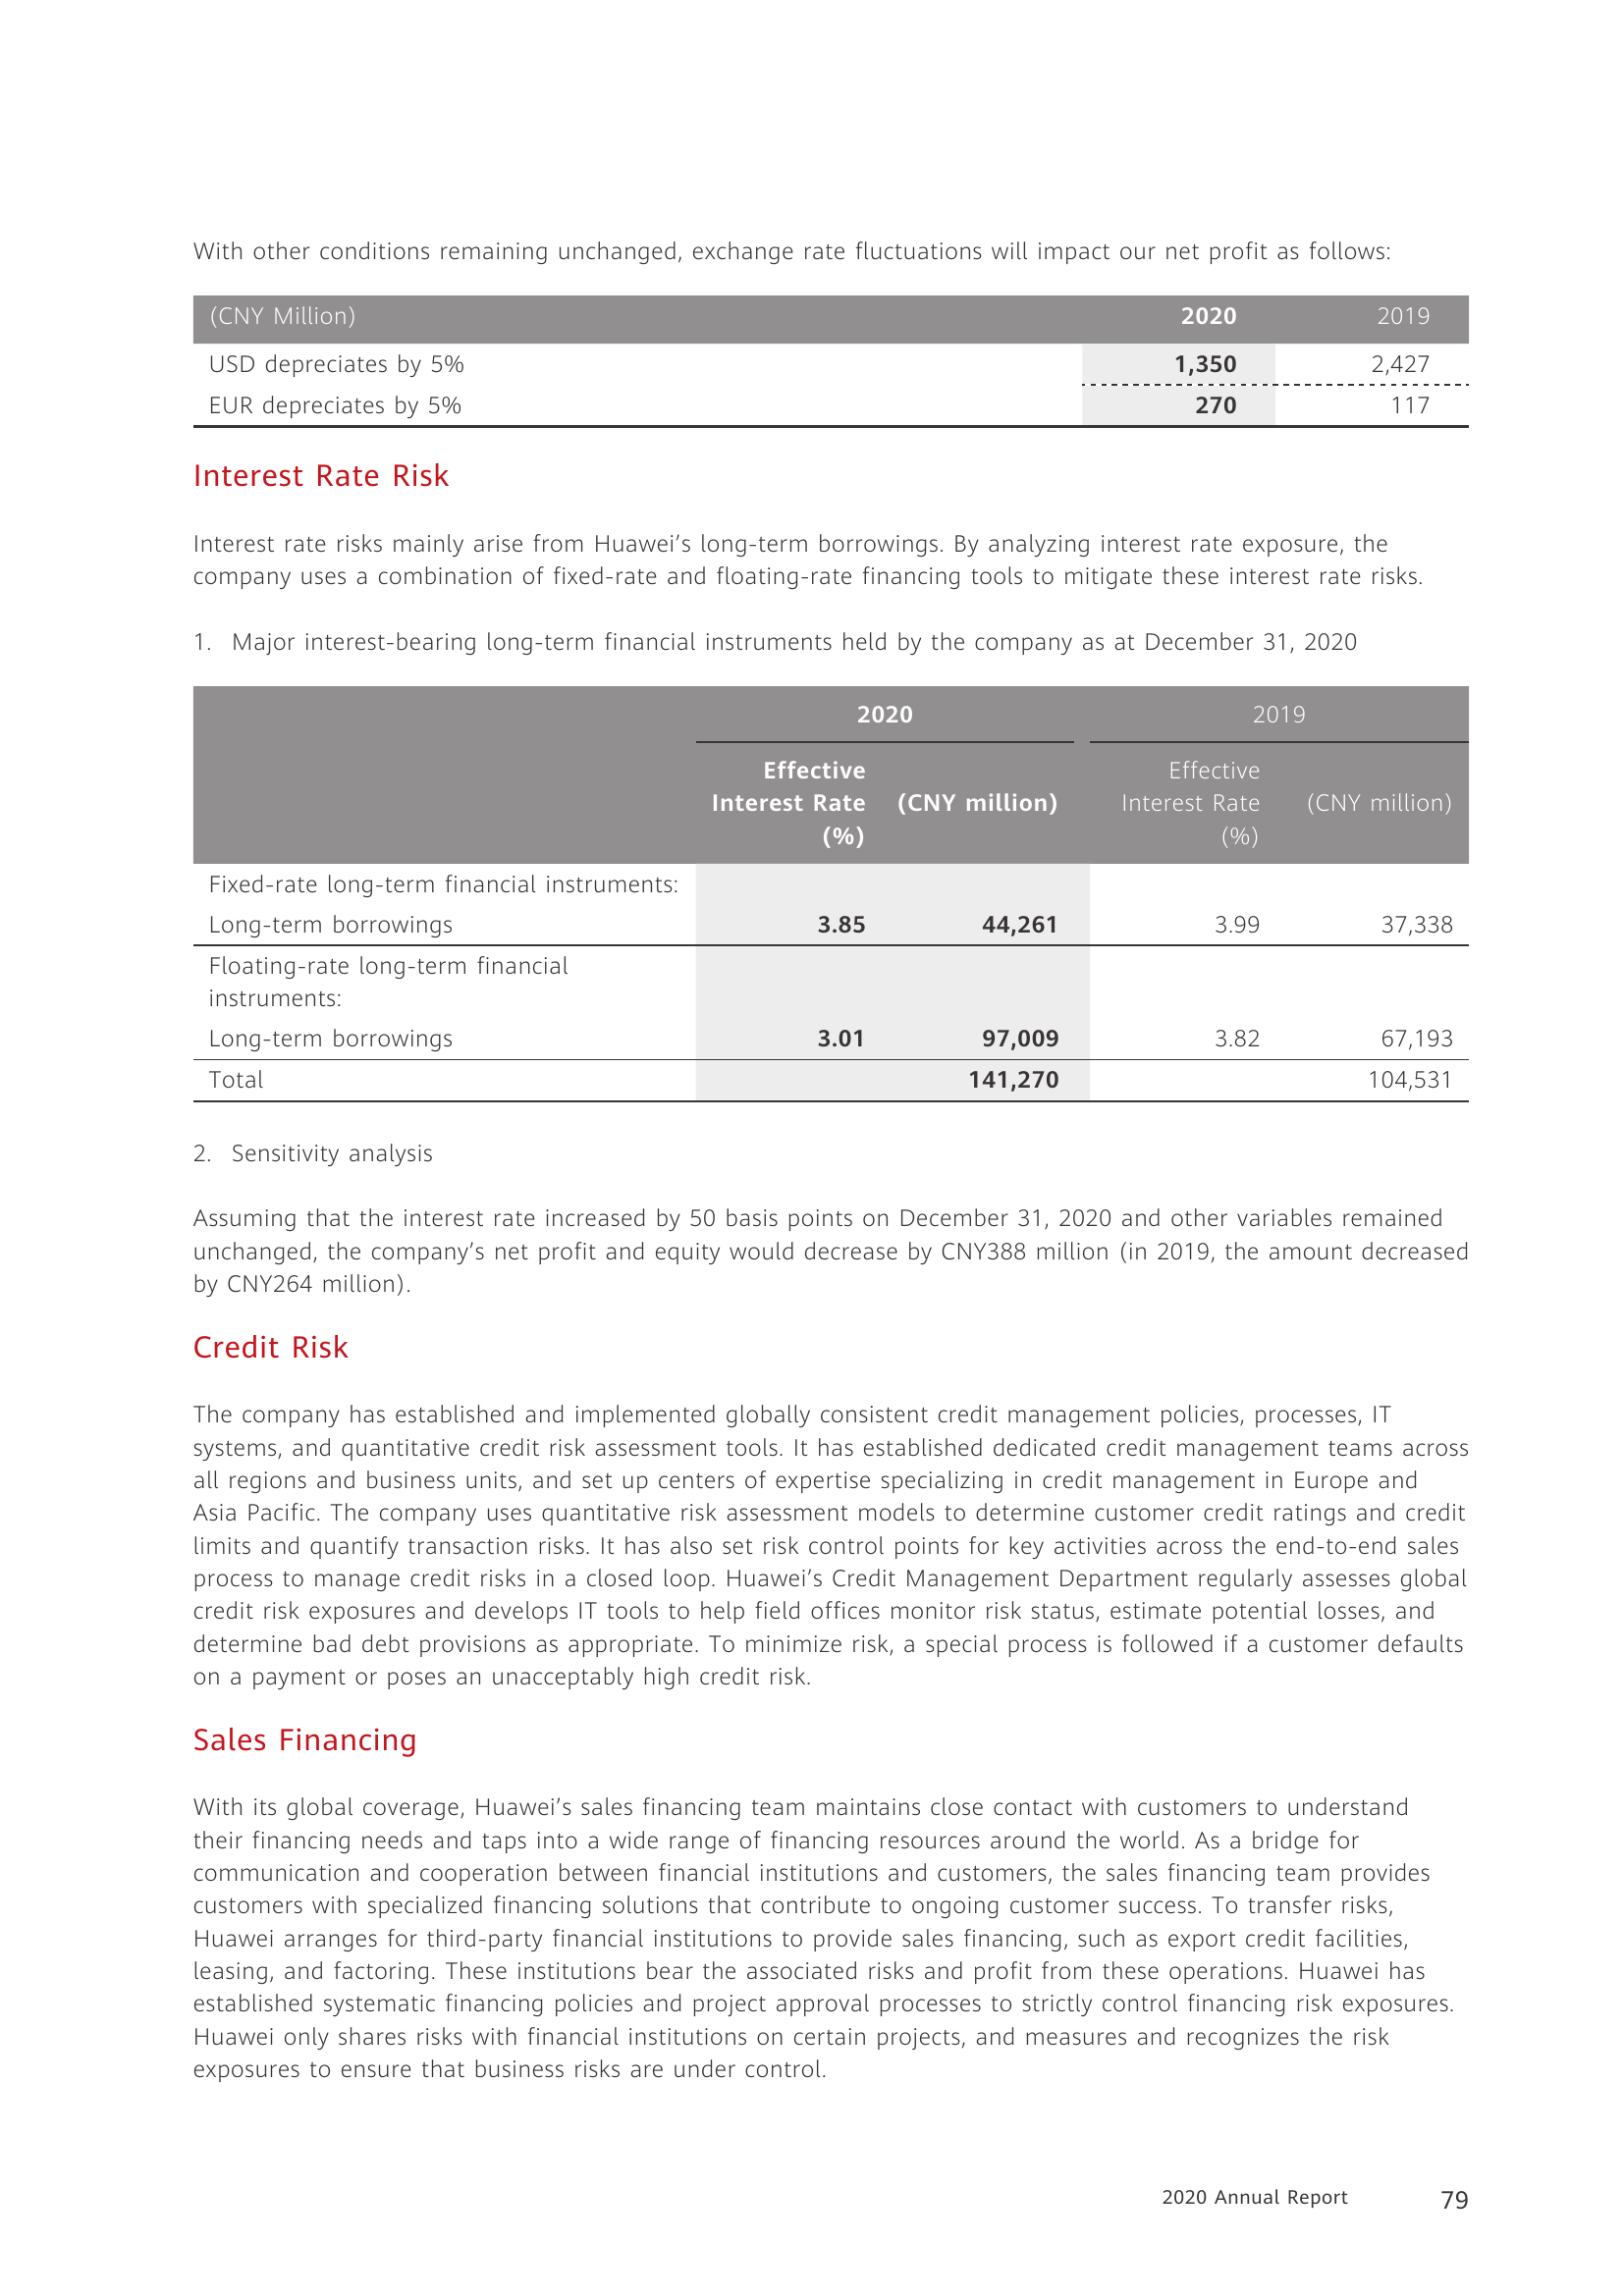 With other conditions remaining unchanged, exchange rate fluctuations will impact our net profit as follows:
(CNY Million) 2020 2019
USD depreciates by 5% 1,350 2,427
EUR depreciates by 5% 270 117
Interest Rate Risk
Interest rate risks mainly arise from Huawei’s long-term borrowings. By analyzing interest rate exposure, the
company uses a combination of fixed-rate and floating-rate financing tools to mitigate these interest rate risks.
1. Major interest-bearing long-term financial instruments held by the company as at December 31, 2020
2020 2019
Effective Effective
Interest Rate (CNY million) Interest Rate (CNY million)
(%) (%)
Fixed-rate long-term financial instruments:
Long-term borrowings 3.85 44,261 3.99 37,338
Floating-rate long-term financial
instruments:
Long-term borrowings 3.01 97,009 3.82 67,193
Total 141,270 104,531
2. Sensitivity analysis
Assuming that the interest rate increased by 50 basis points on December 31, 2020 and other variables remained
unchanged, the company’s net profit and equity would decrease by CNY388 million (in 2019, the amount decreased
by CNY264 million).
Credit Risk
The company has established and implemented globally consistent credit management policies, processes, IT
systems, and quantitative credit risk assessment tools. It has established dedicated credit management teams across
all regions and business units, and set up centers of expertise specializing in credit management in Europe and
Asia Pacific. The company uses quantitative risk assessment models to determine customer credit ratings and credit
limits and quantify transaction risks. It has also set risk control points for key activities across the end-to-end sales
process to manage credit risks in a closed loop. Huawei’s Credit Management Department regularly assesses global
credit risk exposures and develops IT tools to help field offices monitor risk status, estimate potential losses, and
determine bad debt provisions as appropriate. To minimize risk, a special process is followed if a customer defaults
on a payment or poses an unacceptably high credit risk.
Sales Financing
With its global coverage, Huawei’s sales financing team maintains close contact with customers to understand
their financing needs and taps into a wide range of financing resources around the world. As a bridge for
communication and cooperation between financial institutions and customers, the sales financing team provides
customers with specialized financing solutions that contribute to ongoing customer success. To transfer risks,
Huawei arranges for third-party financial institutions to provide sales financing, such as export credit facilities,
leasing, and factoring. These institutions bear the associated risks and profit from these operations. Huawei has
established systematic financing policies and project approval processes to strictly control financing risk exposures.
Huawei only shares risks with financial institutions on certain projects, and measures and recognizes the risk
exposures to ensure that business risks are under control.
2020 Annual Report 79